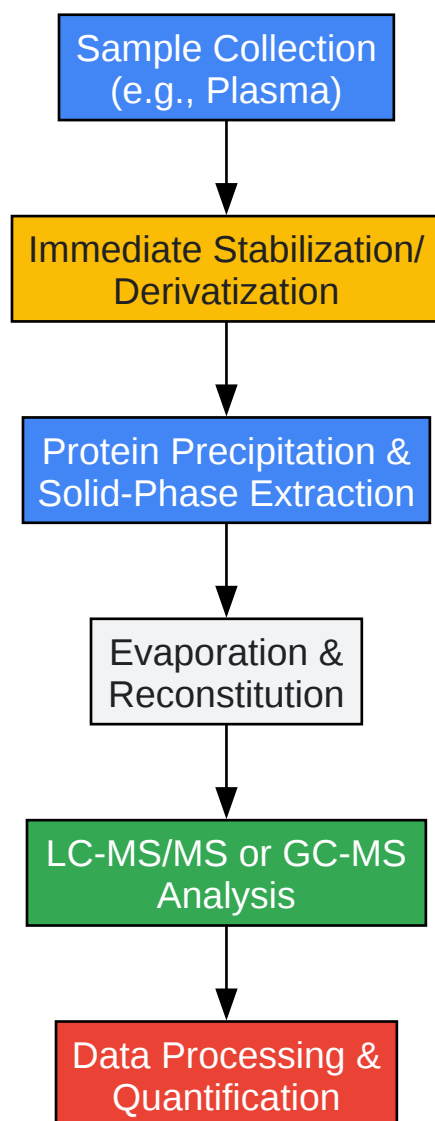 Sample Collection
(e.g., Plasma)
Immediate Stabilization/
Derivatization
Protein Precipitation &
Solid-Phase Extraction
Evaporation &
Reconstitution
LC-MS/MS or GC-MS
Analysis
Data Processing &
Quantification